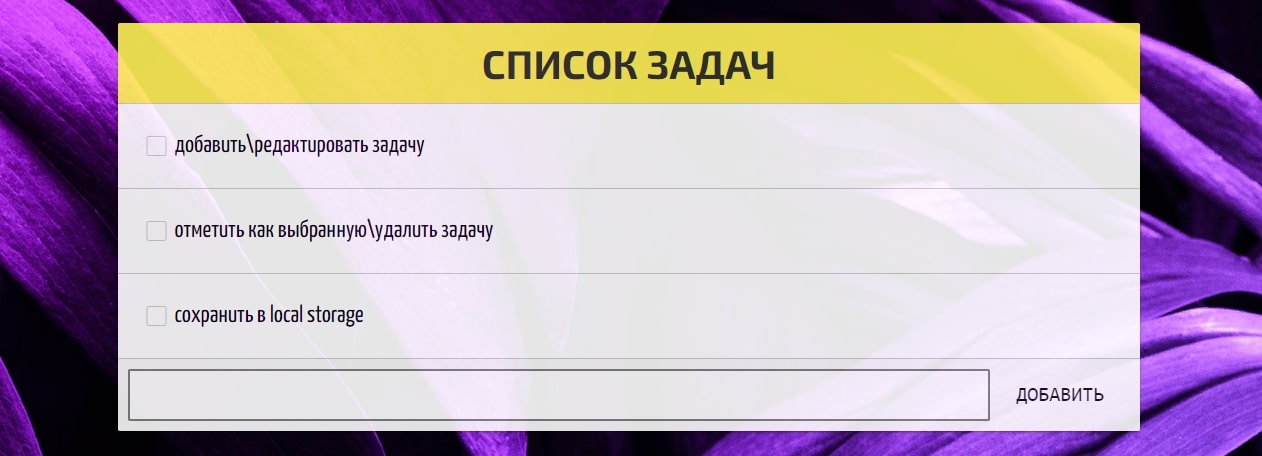 СПИСОК ЗАДАЧ
добавить\редактировать задачу
отметить как выбранную\удалить задачу
сохранить в local storage
ДОБАВИТЬ